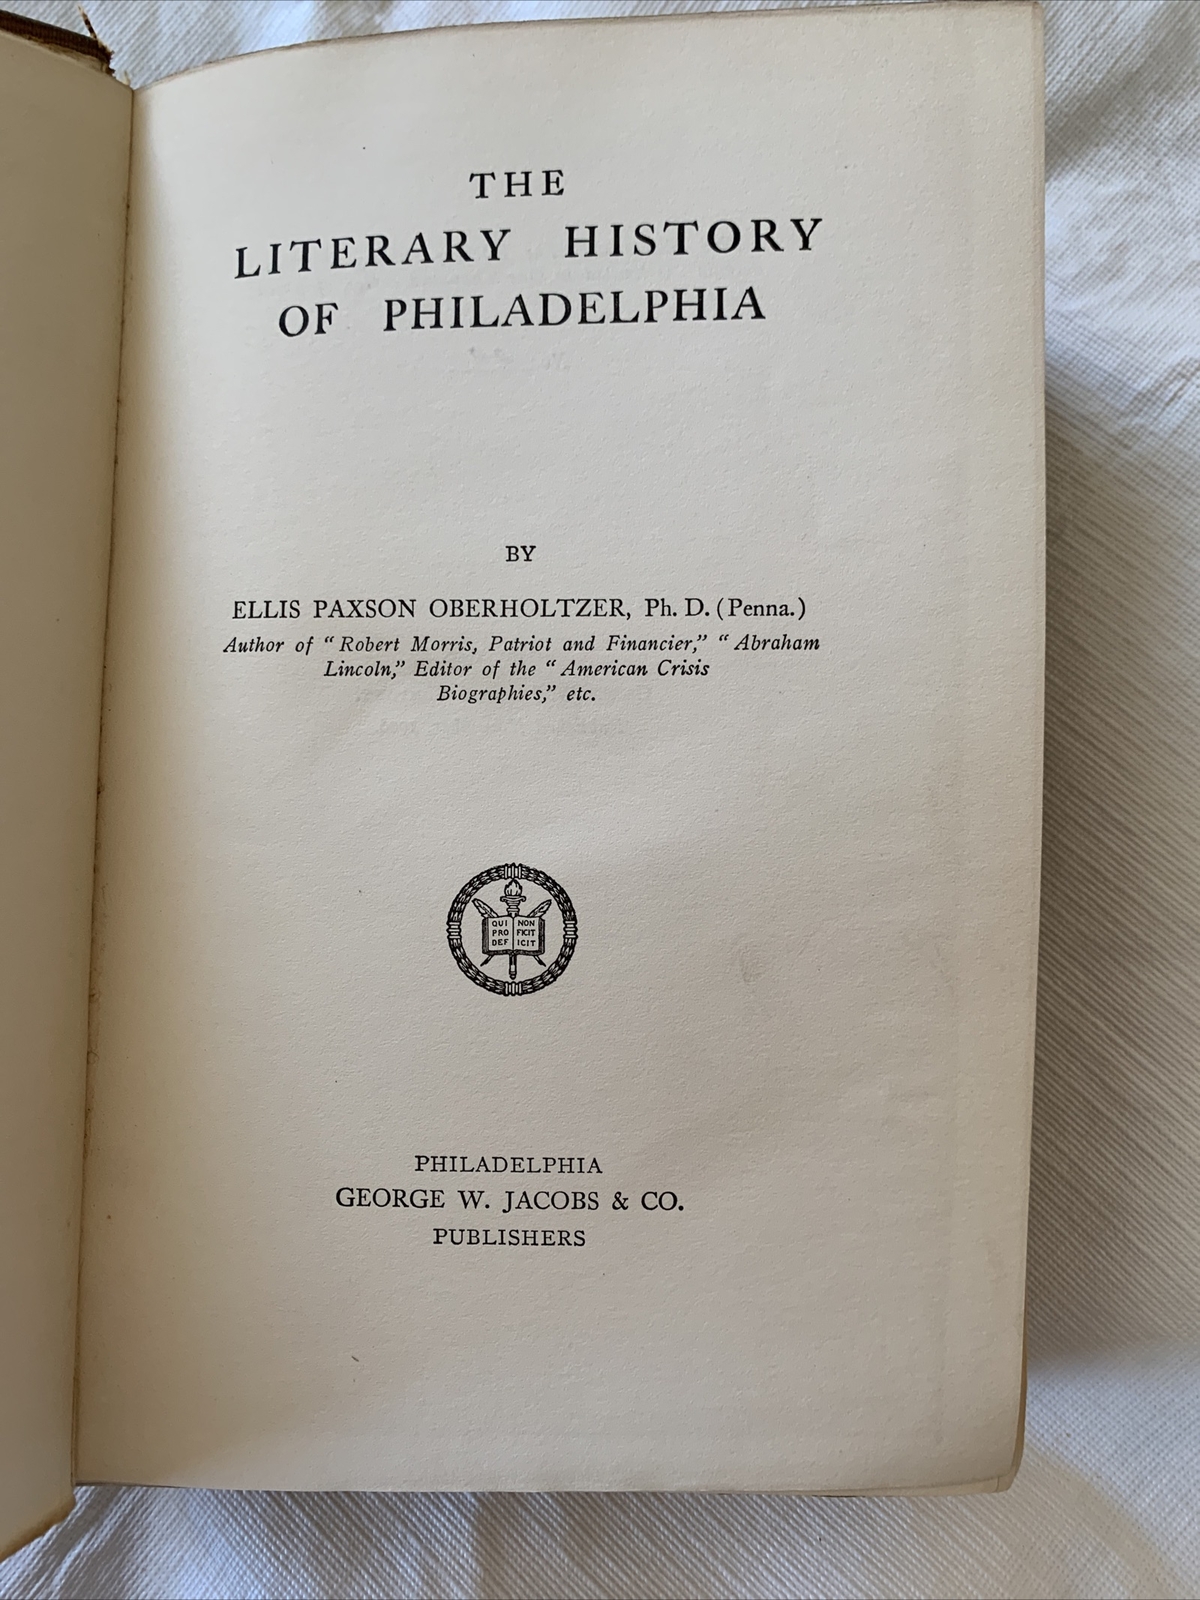 THE
LITERARY HISTORY
OF PHILADELPHIA
BY
ELLIS PAXSON OBERHOLTZER, Ph. D. (Penna.)
Author of “ Robert Morris, Patriot and Financier,” “ Abraham
Lincoln,” Editor of the “ American Crisis
Biographies,” etc.
QUI NON
PRO FICIT
DEF ICIT
PHILADELPHIA
GEORGE W. JACOBS & CO.
PUBLISHERS